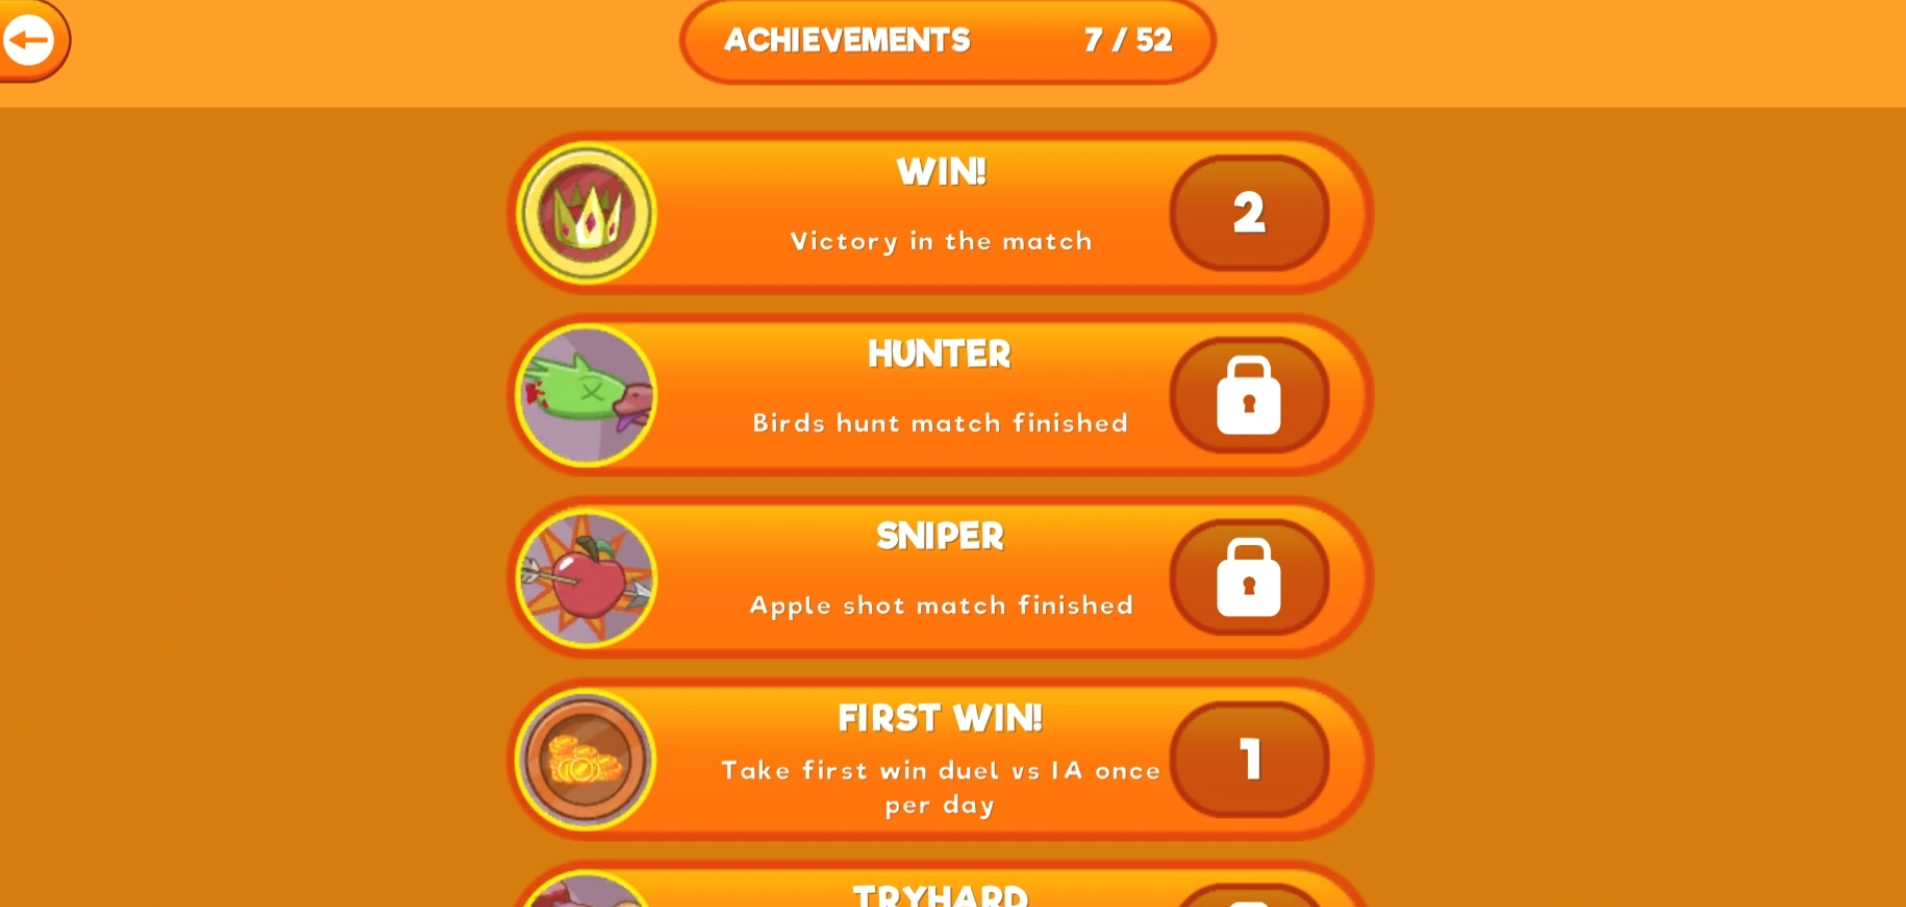 ACHIEVEMENTS 7 / 52
WIN!
Victory in the match
2
HUNTER
Birds hunt match finished
SNIPER
Apple shot match finished
FIRST WIN!
Take first win duel vs IA once
per day
1
TRYHARD